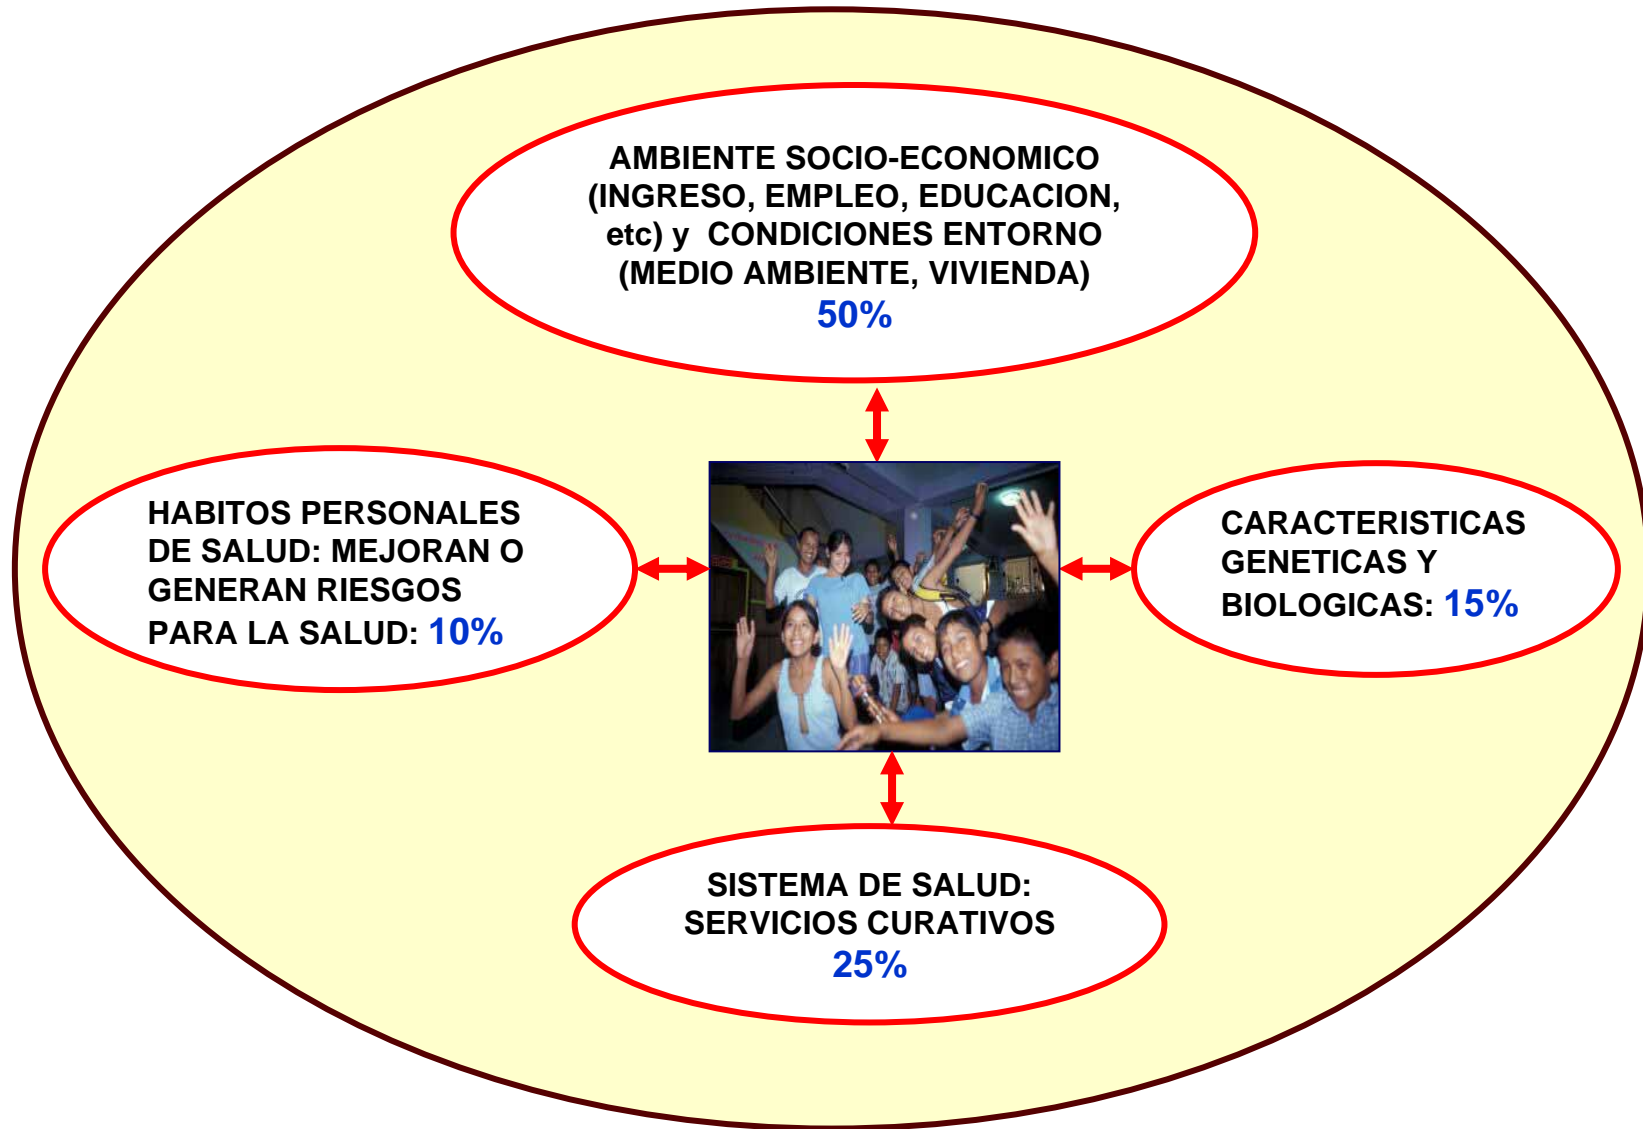 AMBIENTE SOCIO-ECONOMICO
(INGRESO, EMPLEO, EDUCACION,
etc) y CONDICIONES ENTORNO
(MEDIO AMBIENTE, VIVIENDA)
50%
HABITOS PERSONALES
DE SALUD: MEJORAN O
GENERAN RIESGOS
PARA LA SALUD: 10%
CARACTERISTICAS
GENETICAS Y
BIOLOGICAS: 15%
SISTEMA DE SALUD:
SERVICIOS CURATIVOS
25%